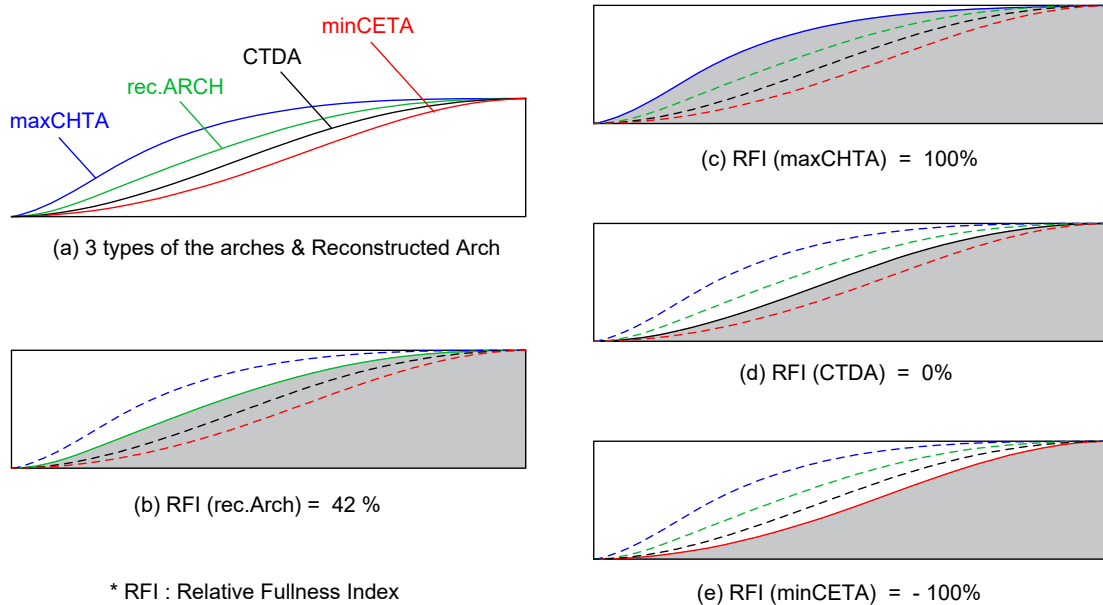 minCETA
CTDA
rec.ARCH
maxCHTA
(a) 3 types of the arches & Reconstructed Arch
(b) RFI (rec.Arch) = 42 %
* RFI : Relative Fullness Index
(c) RFI (maxCHTA) = 100%
(d) RFI (CTDA) = 0%
(e) RFI (minCETA) = - 100%